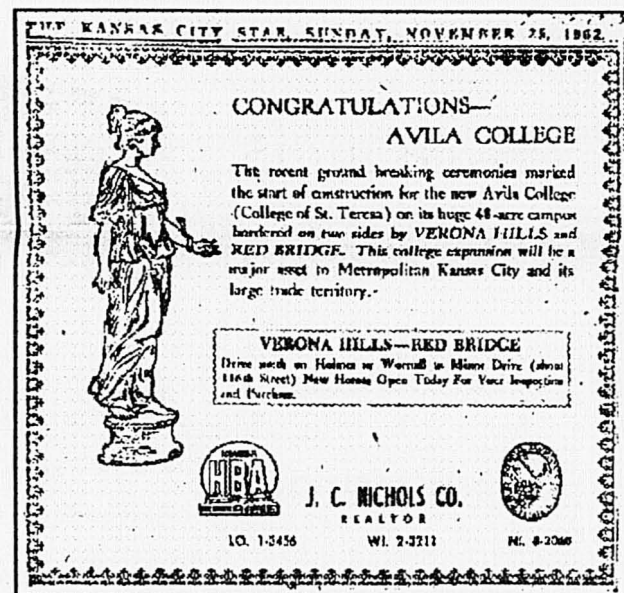 THE KANSAS CITY STAR, SUNDAY, NOVEMBER 25, 1962
CONGRATULATIONS—
AVILA COLLEGE
The recent ground breaking ceremonies marked
the start of construction for the new Avila College
(College of St. Teresa) on its huge 48-acre campus
bordered on two sides by VERONA HILLS and
RED BRIDGE. This college expansion will be a
major asset to Metropolitan Kansas City and its
large trade territory.
VERONA HILLS—RED BRIDGE
Drive south on Holmes or Wornall to Minor Drive (about
116th Street) New Homes Open Today For Your Inspection
and Purchase.
HBA
J. C. NICHOLS CO.
REALTOR
LO. 1-3456 WI. 2-3212